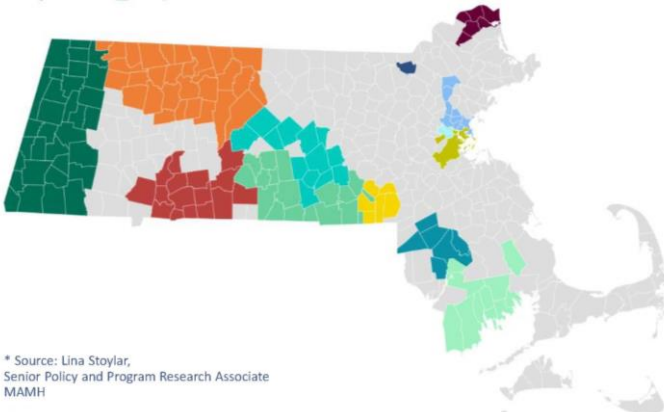 * Source: Lina Stoylar,
Senior Policy and Program Research Associate
MAMH